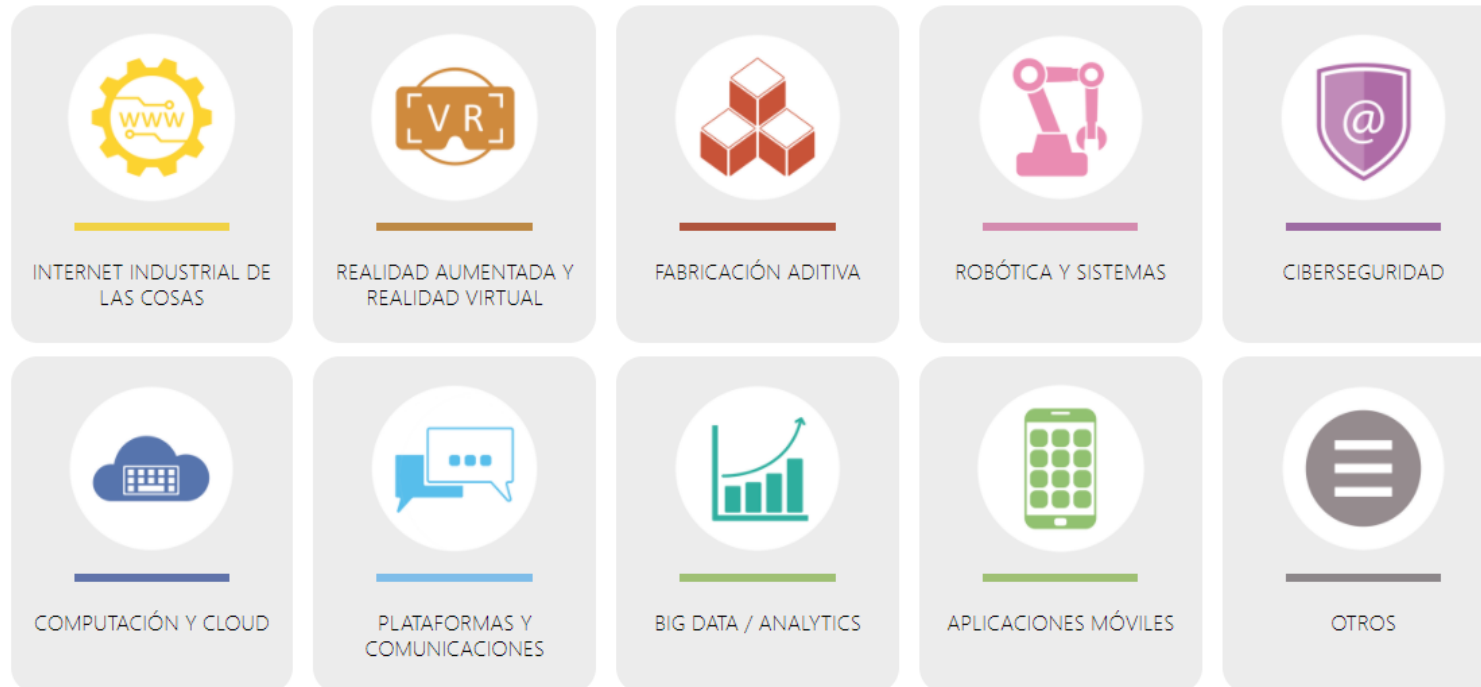 WWW
VR
@
INTERNET INDUSTRIAL DE
LAS COSAS
REALIDAD AUMENTADA Y
REALIDAD VIRTUAL
FABRICACIÓN ADITIVA
ROBÓTICA Y SISTEMAS
CIBERSEGURIDAD
COMPUTACIÓN Y CLOUD
PLATAFORMAS Y
COMUNICACIONES
BIG DATA / ANALYTICS
APLICACIONES MÓVILES
OTROS